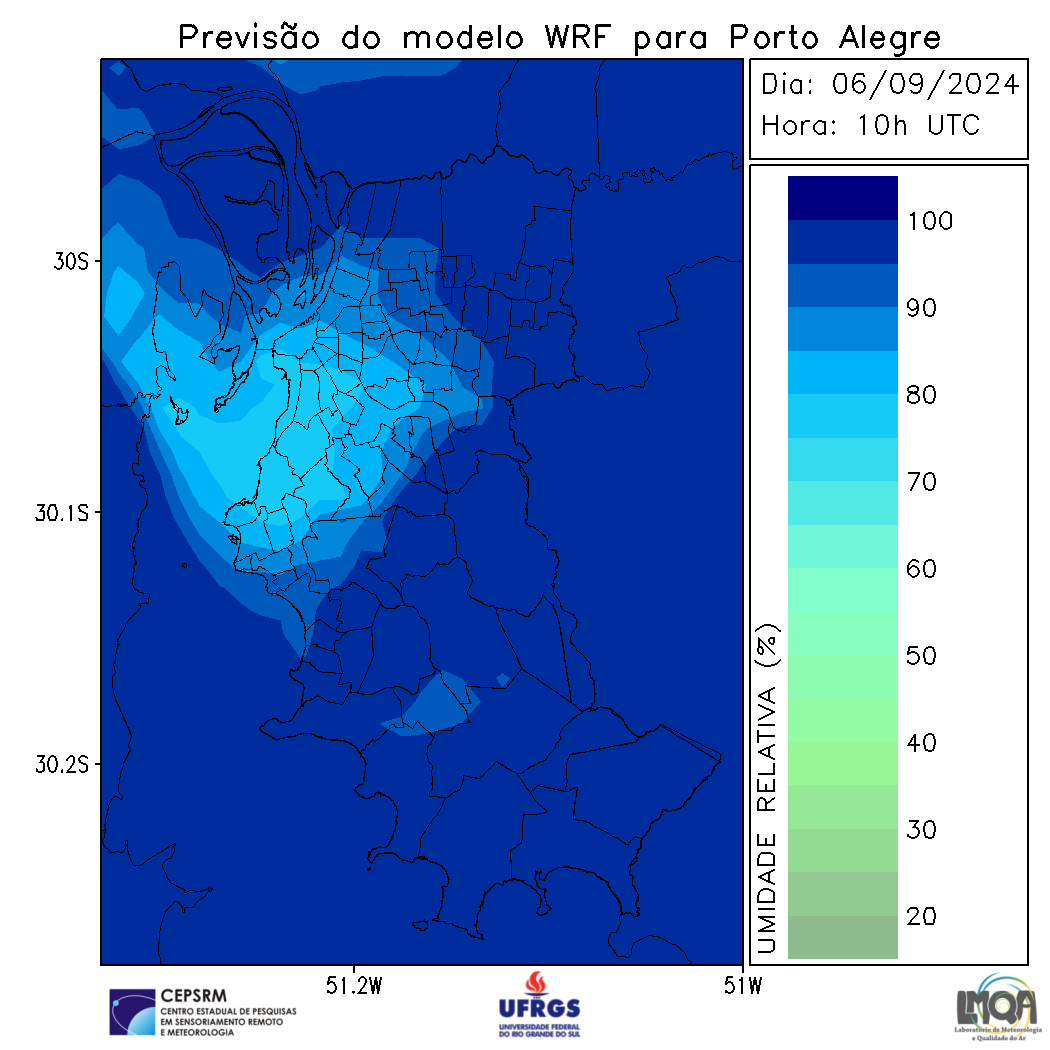 Previsão do modelo WRF para Porto Alegre
Dia: 06/09/2024
Hora: 10h UTC
100
90
80
70
60
50
40
30
20
UMIDADE RELATIVA (%)
30S
30.1S
30.2S
51.2W
51W
CEPSRM
CENTRO ESTADUAL DE PESQUISAS
EM SENSORIAMENTO REMOTO
E METEOROLOGIA
UFRGS
UNIVERSIDADE FEDERAL
DO RIO GRANDE DO SUL
LMQA
Laboratório de Meteorologia
e Qualidade do Ar